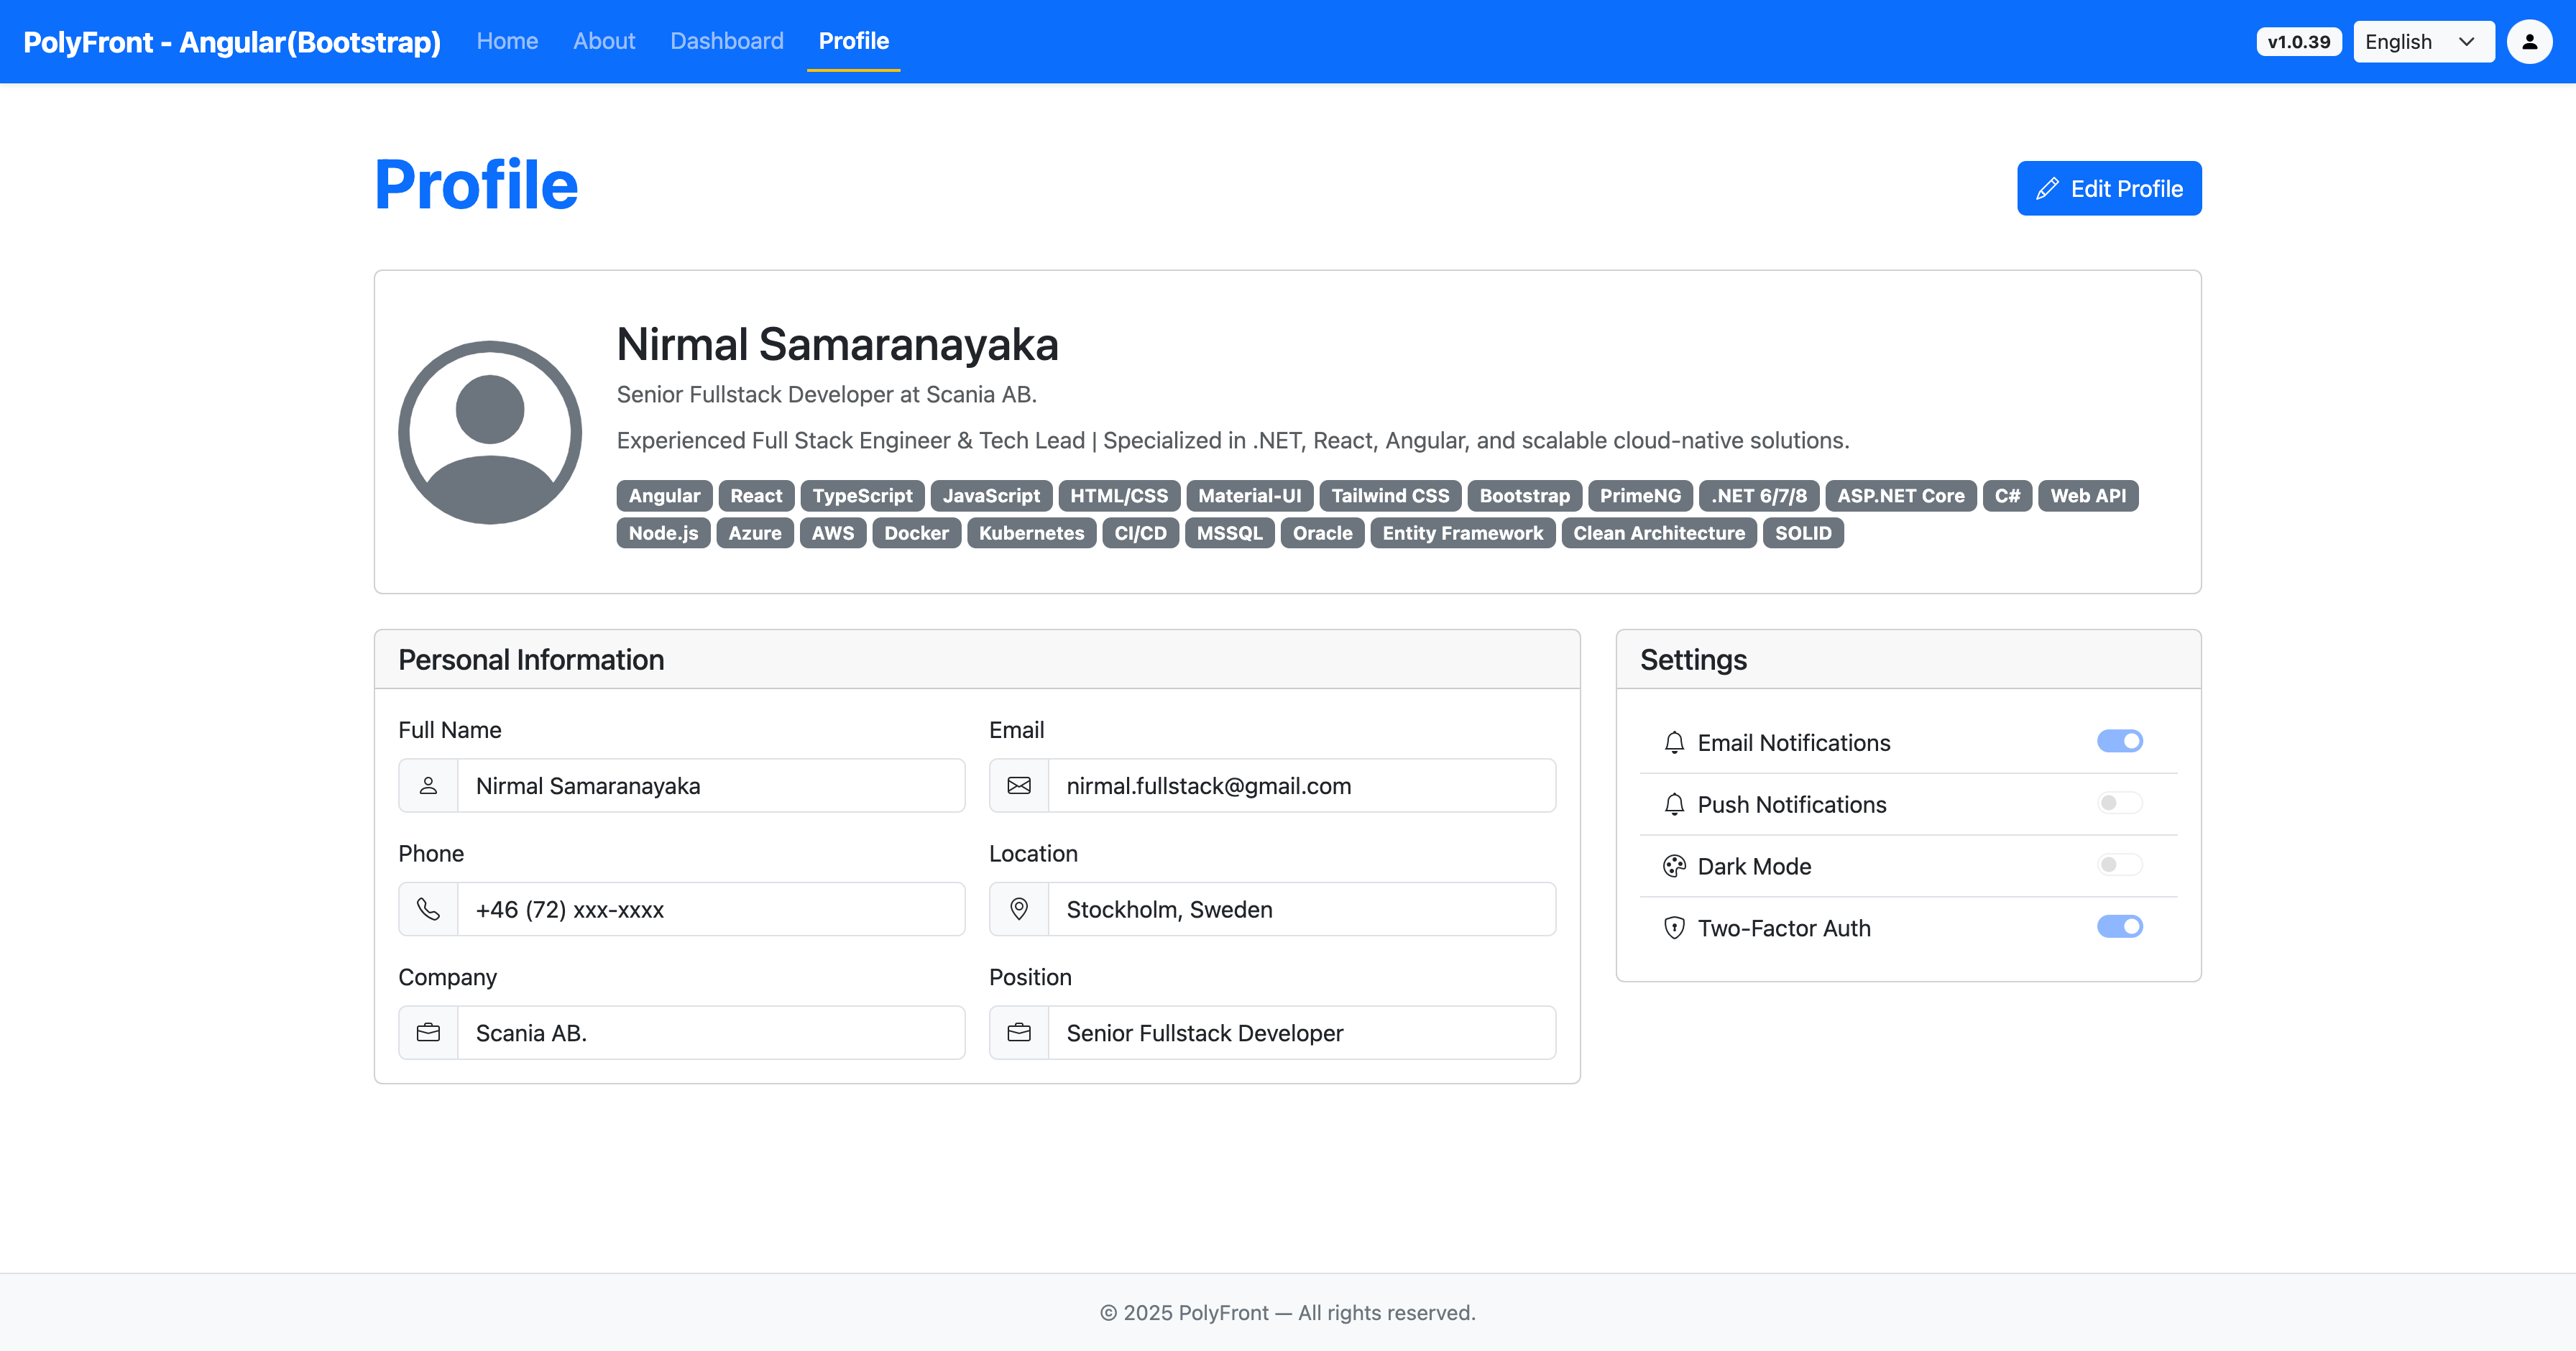 PolyFront - Angular(Bootstrap) Home About Dashboard Profile v1.0.39 English
Profile
Edit Profile
Nirmal Samaranayaka
Senior Fullstack Developer at Scania AB.
Experienced Full Stack Engineer & Tech Lead | Specialized in .NET, React, Angular, and scalable cloud-native solutions.
Angular React TypeScript JavaScript HTML/CSS Material-UI Tailwind CSS Bootstrap PrimeNG .NET 6/7/8 ASP.NET Core C# Web API
Node.js Azure AWS Docker Kubernetes CI/CD MSSQL Oracle Entity Framework Clean Architecture SOLID
Personal Information
Full Name Email
Nirmal Samaranayaka nirmal.fullstack@gmail.com
Phone Location
+46 (72) xxx-xxxx Stockholm, Sweden
Company Position
Scania AB. Senior Fullstack Developer
Settings
Email Notifications
Push Notifications
Dark Mode
Two-Factor Auth
© 2025 PolyFront — All rights reserved.